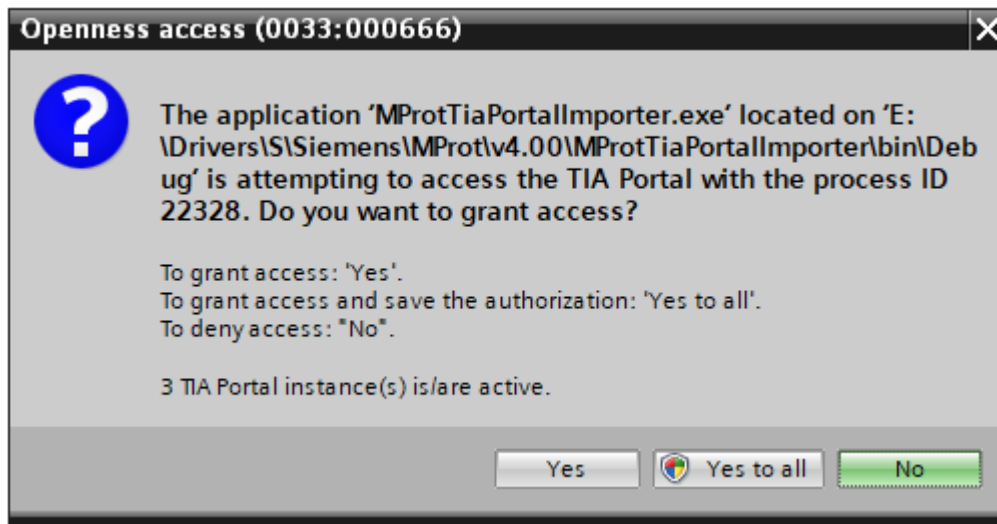 Openness access (0033:000666)
The application 'MProtTiaPortalImporter.exe' located on 'E:
\Drivers\S\Siemens\MProt\v4.00\MProtTiaPortalImporter\bin\Deb
ug' is attempting to access the TIA Portal with the process ID
22328. Do you want to grant access?
To grant access: 'Yes'.
To grant access and save the authorization: 'Yes to all'.
To deny access: "No".
3 TIA Portal instance(s) is/are active.
Yes
Yes to all
No